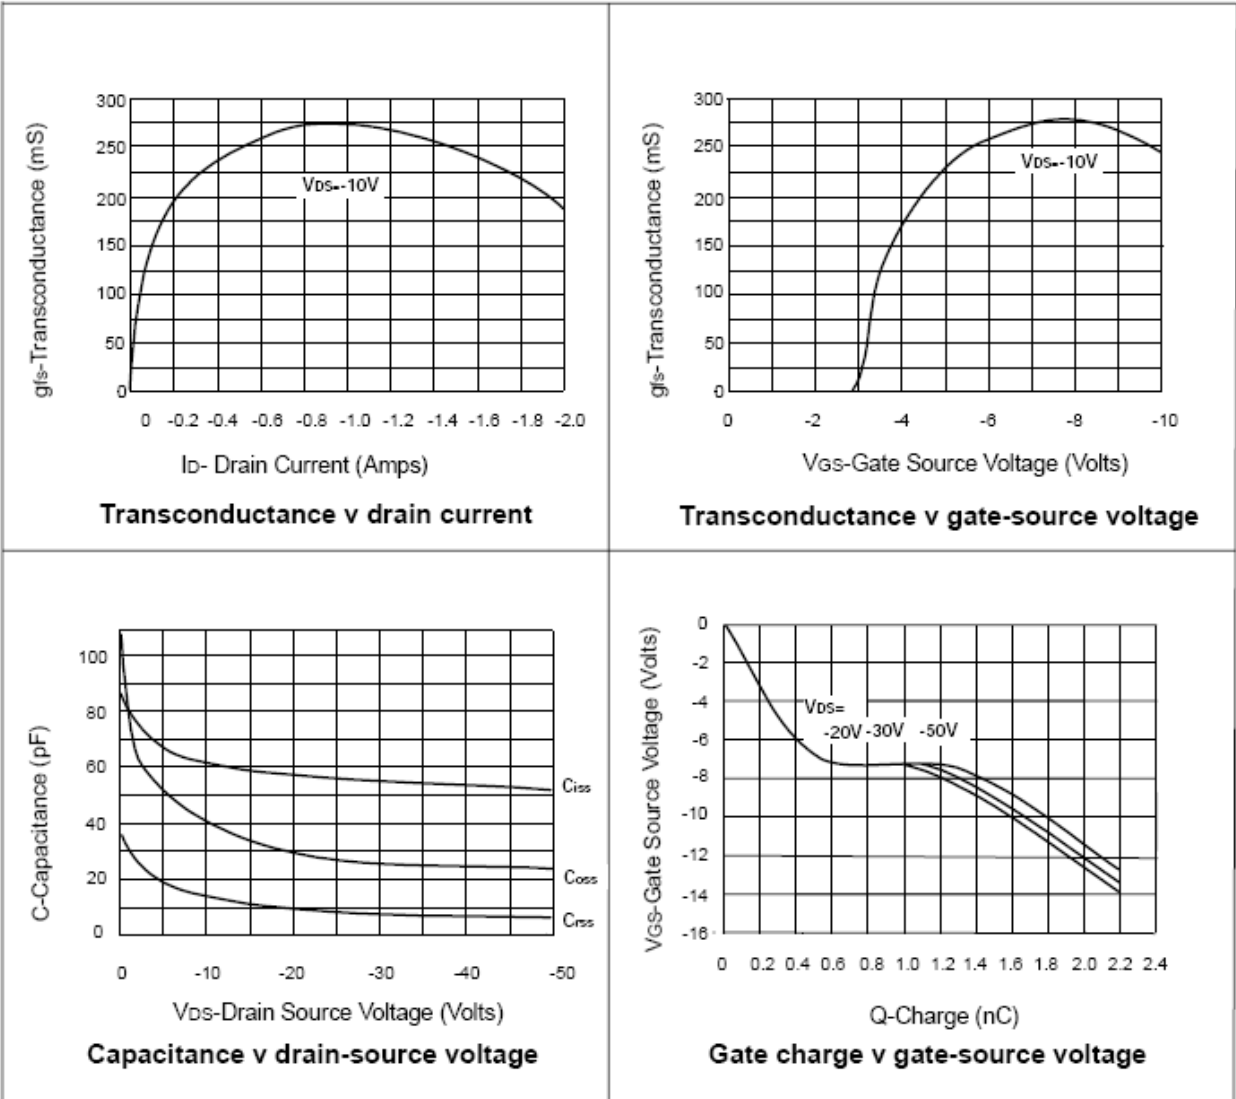 300
250
200
150
100
50
0
gfs-Transconductance (mS)
VDS=-10V
0 -0.2 -0.4 -0.6 -0.8 -1.0 -1.2 -1.4 -1.6 -1.8 -2.0
ID- Drain Current (Amps)
Transconductance v drain current
300
250
200
150
100
50
0
gfs-Transconductance (mS)
VDS=-10V
0 -2 -4 -6 -8 -10
VGS-Gate Source Voltage (Volts)
Transconductance v gate-source voltage
100
80
60
40
20
0
C-Capacitance (pF)
Ciss
Coss
Crss
0 -10 -20 -30 -40 -50
VDS-Drain Source Voltage (Volts)
Capacitance v drain-source voltage
0
-2
-4
-6
-8
-10
-12
-14
-16
VGS-Gate Source Voltage (Volts)
VDS=
-20V -30V -50V
0 0.2 0.4 0.6 0.8 1.0 1.2 1.4 1.6 1.8 2.0 2.2 2.4
Q-Charge (nC)
Gate charge v gate-source voltage